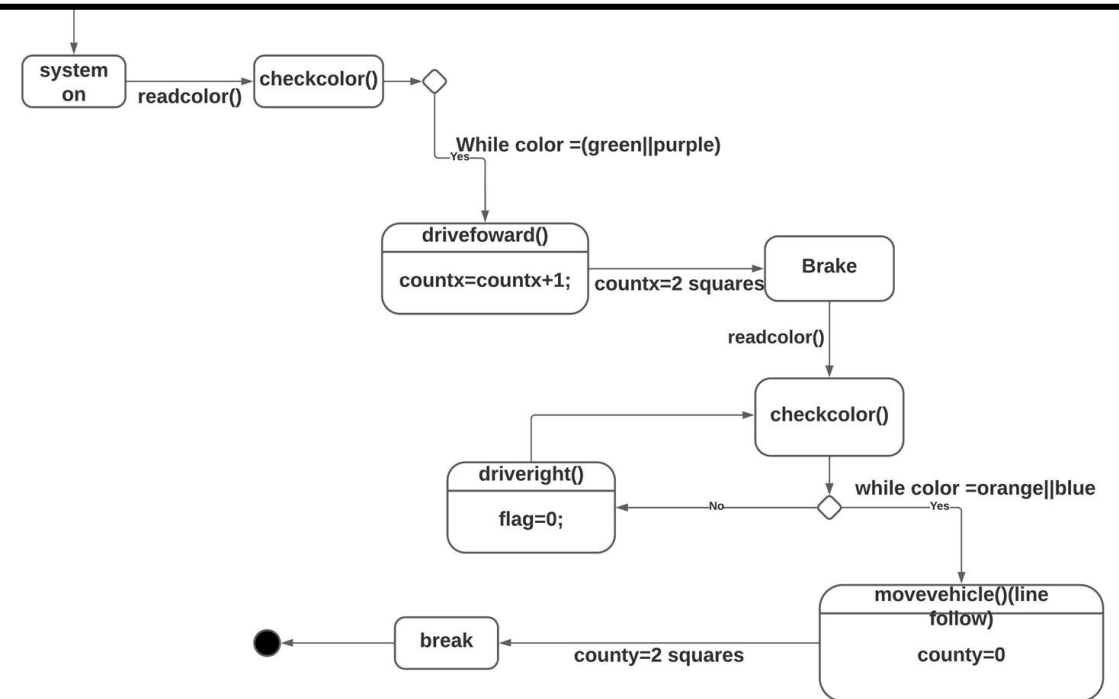 system
on
readcolor()
checkcolor()
While color =(green||purple)
Yes
drivefoward()
countx=countx+1;
countx=2 squares
Brake
readcolor()
checkcolor()
driveright()
flag=0;
No
while color =orange||blue
Yes
movevehicle()(line
follow)
county=0
county=2 squares
break